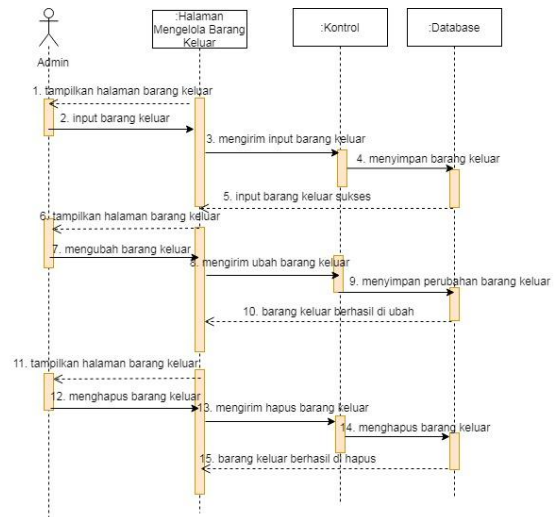 :Halaman
Mengelola Barang
Keluar
:Kontrol
:Database
Admin
1. tampilkan halaman barang keluar
2. input barang keluar
3. mengirim input barang keluar
4. menyimpan barang keluar
5. input barang keluar sukses
6. tampilkan halaman barang keluar
7. mengubah barang keluar
8. mengirim ubah barang keluar
9. menyimpan perubahan barang keluar
10. barang keluar berhasil di ubah
11. tampilkan halaman barang keluar
12. menghapus barang keluar
13. mengirim hapus barang keluar
14. menghapus barang keluar
15. barang keluar berhasil di hapus